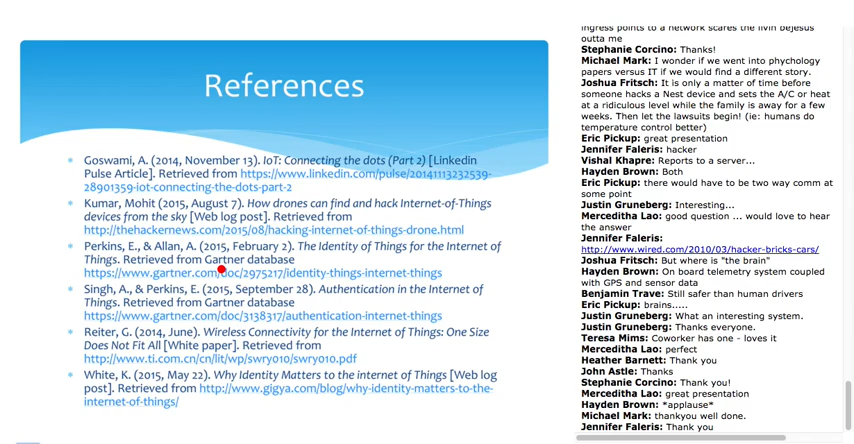 References
Goswami, A. (2014, November 13). IoT: Connecting the dots (Part 2) [Linkedin
Pulse Article]. Retrieved from https://www.linkedin.com/pulse/20141113232539-
28901359-iot-connecting-the-dots-part-2
Kumar, Mohit (2015, August 7). How drones can find and hack Internet-of-Things
devices from the sky [Web log post]. Retrieved from
http://thehackernews.com/2015/08/hacking-internet-of-things-drone.html
Perkins, E., & Allan, A. (2015, February 2). The Identity of Things for the Internet of
Things. Retrieved from Gartner database
https://www.gartner.com/doc/2975217/identity-things-internet-things
Singh, A., & Perkins, E. (2015, September 28). Authentication in the Internet of
Things. Retrieved from Gartner database
https://www.gartner.com/doc/3138317/authentication-internet-things
Reiter, G. (2014, June). Wireless Connectivity for the Internet of Things: One Size
Does Not Fit All [White paper]. Retrieved from
http://www.ti.com.cn/cn/lit/wp/swry010/swry010.pdf
White, K. (2015, May 22). Why Identity Matters to the internet of Things [Web log
post]. Retrieved from http://www.gigya.com/blog/why-identity-matters-to-the-
internet-of-things/
ingress points to a network scares the livin bejesus
outta me
Stephanie Corcino: Thanks!
Michael Mark: I wonder if we went into phychology
papers versus IT if we would find a different story.
Joshua Fritsch: It is only a matter of time before
someone hacks a Nest device and sets the A/C or heat
at a ridiculous level while the family is away for a few
weeks. Then let the lawsuits begin! (ie: humans do
temperature control better)
Eric Pickup: great presentation
Jennifer Faleris: hacker
Vishal Khapre: Reports to a server...
Hayden Brown: Both
Eric Pickup: there would have to be two way comm at
some point
Justin Gruneberg: Interesting...
Merceditha Lao: good question ... would love to hear
the answer
Jennifer Faleris:
http://www.wired.com/2010/03/hacker-bricks-cars/
Joshua Fritsch: But where is "the brain"
Hayden Brown: On board telemetry system coupled
with GPS and sensor data
Benjamin Trave: Still safer than human drivers
Eric Pickup: brains.....
Justin Gruneberg: What an interesting system.
Justin Gruneberg: Thanks everyone.
Teresa Mims: Coworker has one - loves it
Merceditha Lao: perfect
Heather Barnett: Thank you
John Astle: Thanks
Stephanie Corcino: Thank you!
Merceditha Lao: great presentation
Hayden Brown: *applause*
Michael Mark: thankyou well done.
Jennifer Faleris: Thank you